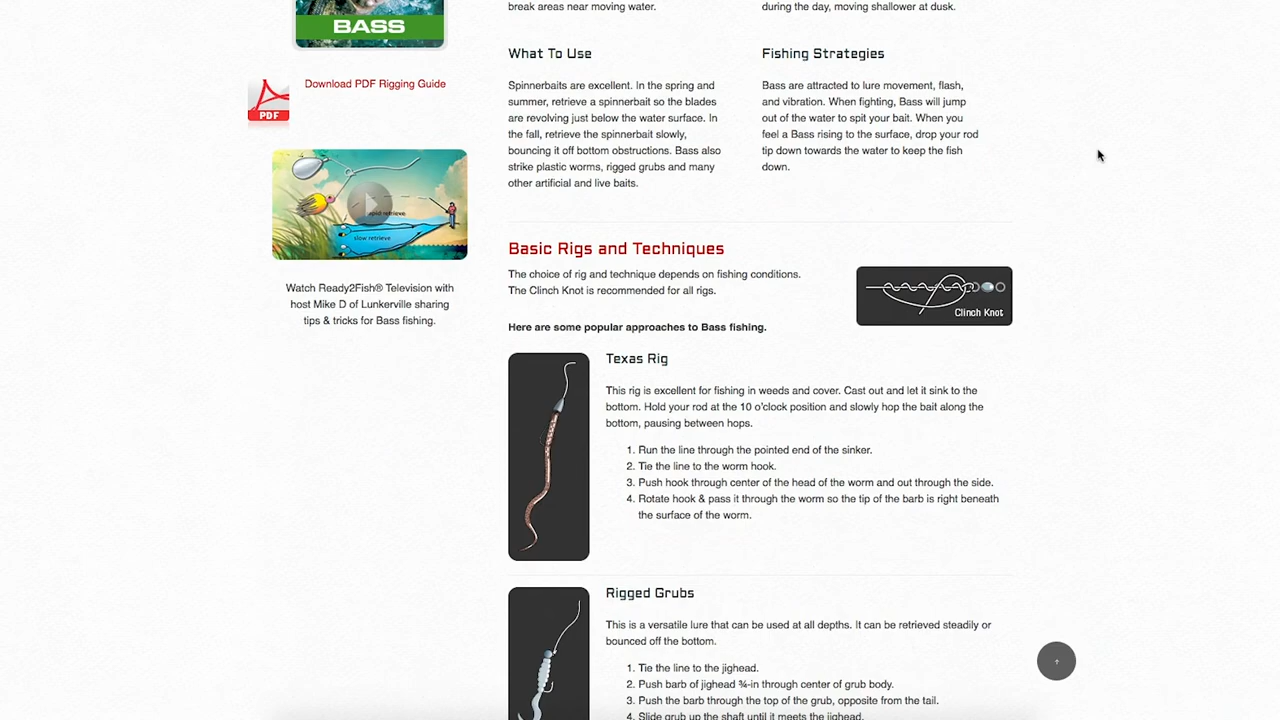 BASS
PDF
Download PDF Rigging Guide
rapid retrieve
slow retrieve
Watch Ready2Fish® Television with
host Mike D of Lunkerville sharing
tips & tricks for Bass fishing.
break areas near moving water.
during the day, moving shallower at dusk.
What To Use
Spinnerbaits are excellent. In the spring and
summer, retrieve a spinnerbait so the blades
are revolving just below the water surface. In
the fall, retrieve the spinnerbait slowly,
bouncing it off bottom obstructions. Bass also
strike plastic worms, rigged grubs and many
other artificial and live baits.
Fishing Strategies
Bass are attracted to lure movement, flash,
and vibration. When fighting, Bass will jump
out of the water to spit your bait. When you
feel a Bass rising to the surface, drop your rod
tip down towards the water to keep the fish
down.
Basic Rigs and Techniques
The choice of rig and technique depends on fishing conditions.
The Clinch Knot is recommended for all rigs.
Clinch Knot
Here are some popular approaches to Bass fishing.
Texas Rig
This rig is excellent for fishing in weeds and cover. Cast out and let it sink to the
bottom. Hold your rod at the 10 o'clock position and slowly hop the bait along the
bottom, pausing between hops.
1. Run the line through the pointed end of the sinker.
2. Tie the line to the worm hook.
3. Push hook through center of the head of the worm and out through the side.
4. Rotate hook & pass it through the worm so the tip of the barb is right beneath
the surface of the worm.
Rigged Grubs
This is a versatile lure that can be used at all depths. It can be retrieved steadily or
bounced off the bottom.
1. Tie the line to the jighead.
2. Push barb of jighead ¾-in through center of grub body.
3. Push the barb through the top of the grub, opposite from the tail.
4. Slide grub up the shaft until it meets the jighead.